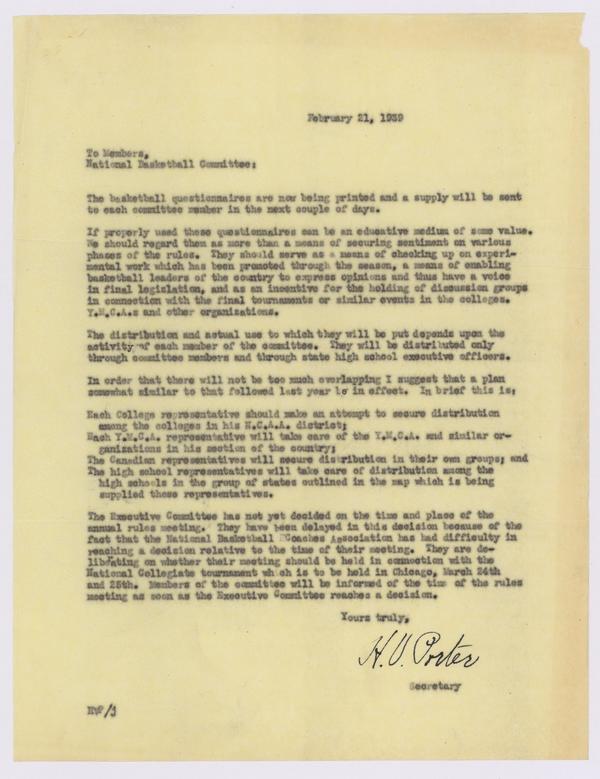 February 21, 1939
To Members,
National Basketball Committee:
The basketball questionnaires are now being printed and a supply will be sent
to each committee member in the next couple of days.
If properly used these questionnaires can be an educative medium of some value.
We should regard them as more than a means of securing sentiment on various
phases of the rules. They should serve as a means of checking up on experi-
mental work which has been promoted through the season, a means of enabling
basketball leaders of the country to express opinions and thus have a voice
in final legislation, and as an incentive for the holding of discussion groups
in connection with the final tournaments or similar events in the colleges.
Y.M.C.A.s and other organizations.
The distribution and actual use to which they will be put depends upon the
activity of each member of the committee. They will be distributed only
through committee members and through state high school executive officers.
In order that there will not be too much overlapping I suggest that a plan
somewhat similar to that followed last year be in effect. In brief this is:
Each College representative should make an attempt to secure distribution
among the colleges in his N.C.A.A. district;
Each Y.M.C.A. representative will take care of the Y.M.C.A. and similar or-
ganizations in his section of the country;
The Canadian representatives will secure distribution in their own groups; and
The high school representatives will take care of distribution among the
high schools in the group of states outlined in the map which is being
supplied these representatives.
The Executive Committee has not yet decided on the time and place of the
annual rules meeting. They have been delayed in this decision because of the
fact that the National Basketball Coaches Association has had difficulty in
reaching a decision relative to the time of their meeting. They are de-
liberating on whether their meeting should be held in connection with the
National Collegiate tournament which is to be held in Chicago, March 24th
and 25th. Members of the committee will be informed of the time of the rules
meeting as soon as the Executive Committee reaches a decision.
Yours truly,
H. V. Porter
Secretary
HVP/J